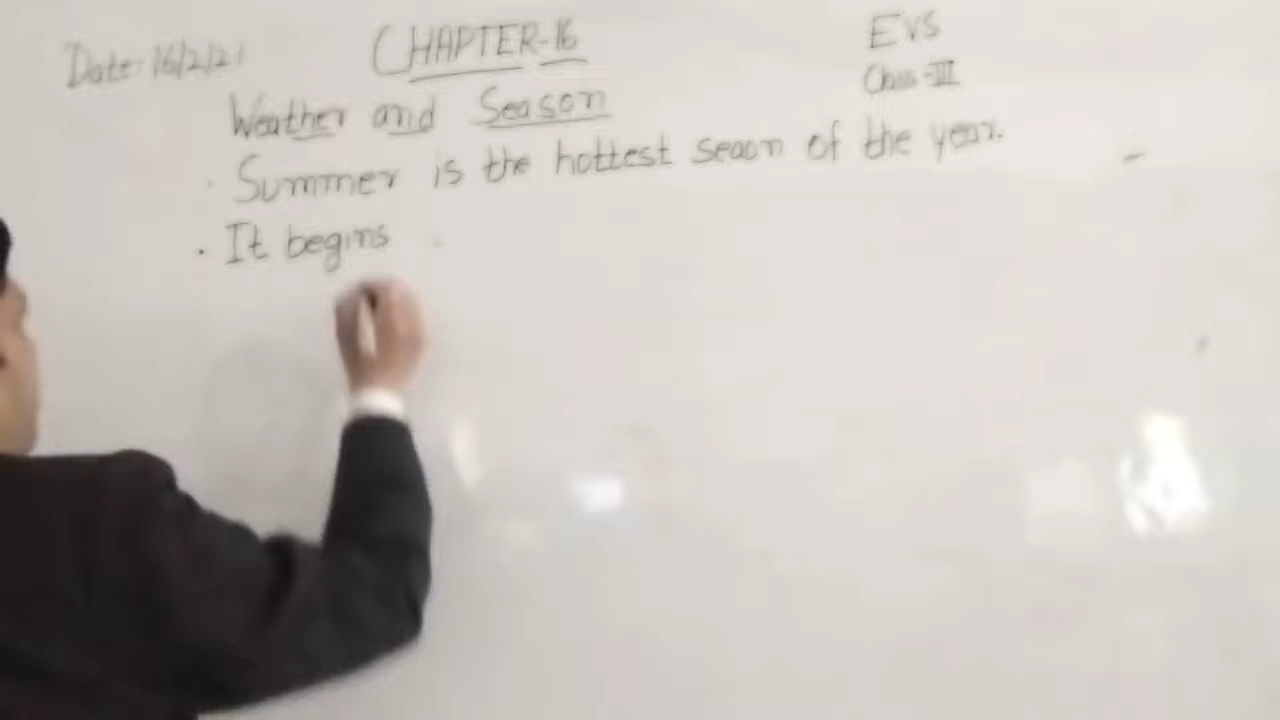 Date: 16/2/21
CHAPTER-16
EVS
Class-III
Weather and Season
· Summer is the hottest seaon of the year.
· It begins